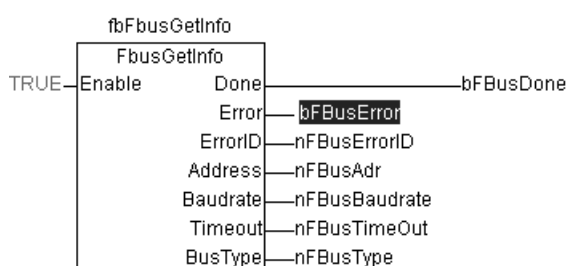 fbFbusGetInfo
FbusGetInfo
TRUE Enable Done bFBusDone
Error bFBusError
ErrorID nFBusErrorID
Address nFBusAdr
Baudrate nFBusBaudrate
Timeout nFBusTimeOut
BusType nFBusType